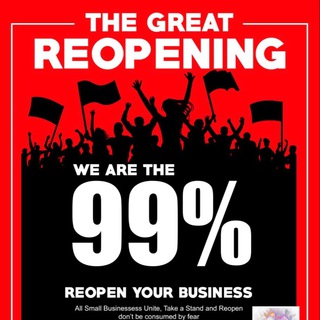 THE GREAT
REOPENING
WE ARE THE
99%
REOPEN YOUR BUSINESS
All Small Businessess Unite, Take a Stand and Reopen
don't be consumed by fear